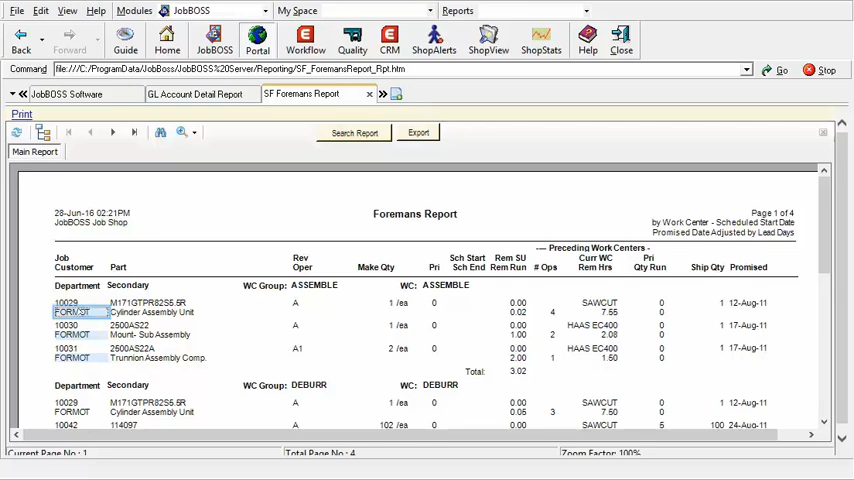 File Edit View Help Modules JobBOSS My Space Reports
Back Forward Guide Home JobBOSS Portal Workflow Quality CRM ShopAlerts ShopView ShopStats Help Close
Command file:///C:/ProgramData/JobBoss/JobBOSS%20Server/Reporting/SF_ForemansReport_Rpt.htm Go Stop
JobBOSS Software GL Account Detail Report SF Foremans Report
Print
Search Report Export
Main Report
28-Jun-16 02:21PM Foremans Report Page 1 of 4
JobBOSS Job Shop by Work Center - Scheduled Start Date
Promised Date Adjusted by Lead Days
---- Preceding Work Centers -
Job Rev Sch Start Rem SU Curr WC Pri
Customer Part Oper Make Qty Pri Sch End Rem Run # Ops Rem Hrs Qty Run Ship Qty Promised
Department Secondary WC Group: ASSEMBLE WC: ASSEMBLE
10029 M171GTPR82S5.5R A 1 /ea 0 0.00 SAWCUT 0 1 12-Aug-11
FORMOT Cylinder Assembly Unit 0.02 4 7.55 0
10030 2500AS22 A 1 /ea 0 0.00 HAAS EC400 0 1 17-Aug-11
FORMOT Mount- Sub Assembly 1.00 2 2.08 0
10031 2500AS22A A1 2 /ea 0 0.00 HAAS EC400 0 1 17-Aug-11
FORMOT Trunnion Assembly Comp. 2.00 1 1.50 0
Total: 3.02
Department Secondary WC Group: DEBURR WC: DEBURR
10029 M171GTPR82S5.5R A 1 /ea 0 0.00 SAWCUT 0 1 12-Aug-11
FORMOT Cylinder Assembly Unit 0.05 3 7.50 0
10042 114097 A 102 /ea 0 0.00 SAWCUT 5 100 24-Aug-11
Current Page No.: 1 Total Page No.: 4 Zoom Factor: 100%